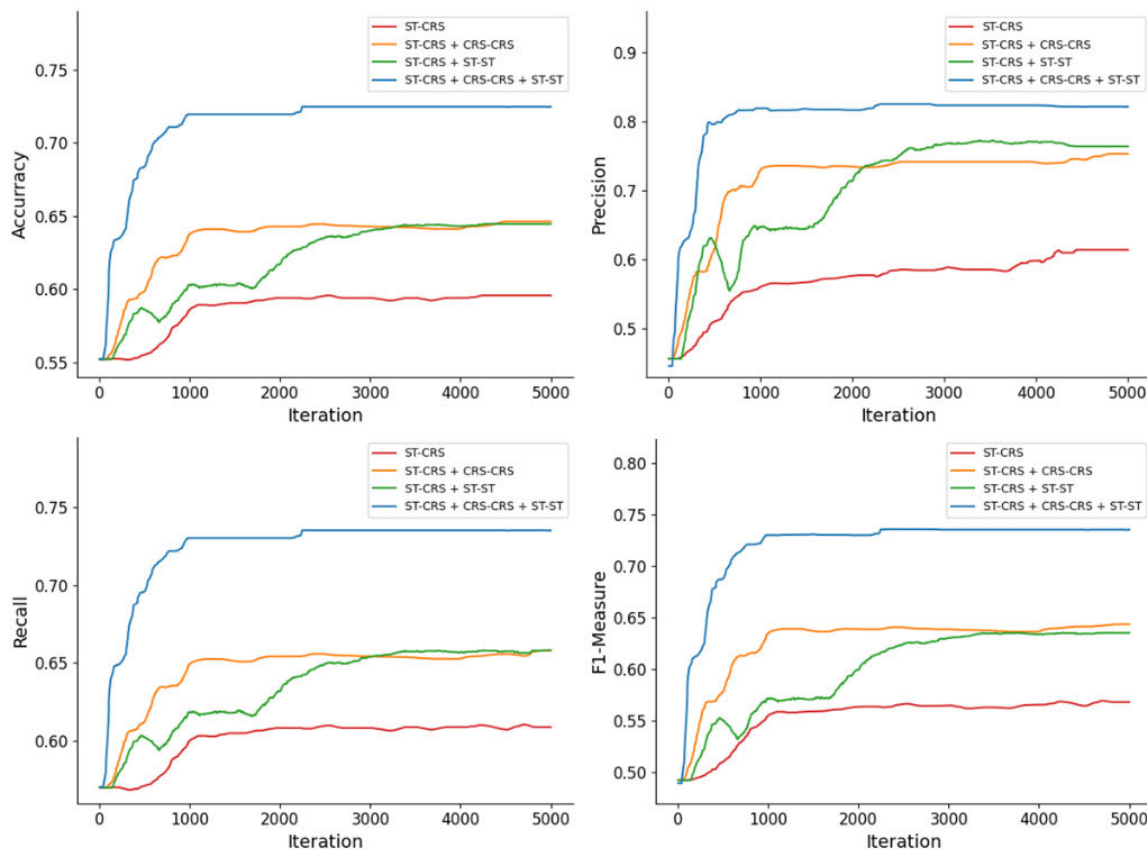 ST-CRS
ST-CRS + CRS-CRS
ST-CRS + ST-ST
ST-CRS + CRS-CRS + ST-ST
Accurracy
0.75
0.70
0.65
0.60
0.55
0 1000 2000 3000 4000 5000
Iteration
ST-CRS
ST-CRS + CRS-CRS
ST-CRS + ST-ST
ST-CRS + CRS-CRS + ST-ST
Precision
0.9
0.8
0.7
0.6
0.5
0 1000 2000 3000 4000 5000
Iteration
ST-CRS
ST-CRS + CRS-CRS
ST-CRS + ST-ST
ST-CRS + CRS-CRS + ST-ST
Recall
0.75
0.70
0.65
0.60
0 1000 2000 3000 4000 5000
Iteration
ST-CRS
ST-CRS + CRS-CRS
ST-CRS + ST-ST
ST-CRS + CRS-CRS + ST-ST
F1-Measure
0.80
0.75
0.70
0.65
0.60
0.55
0.50
0 1000 2000 3000 4000 5000
Iteration